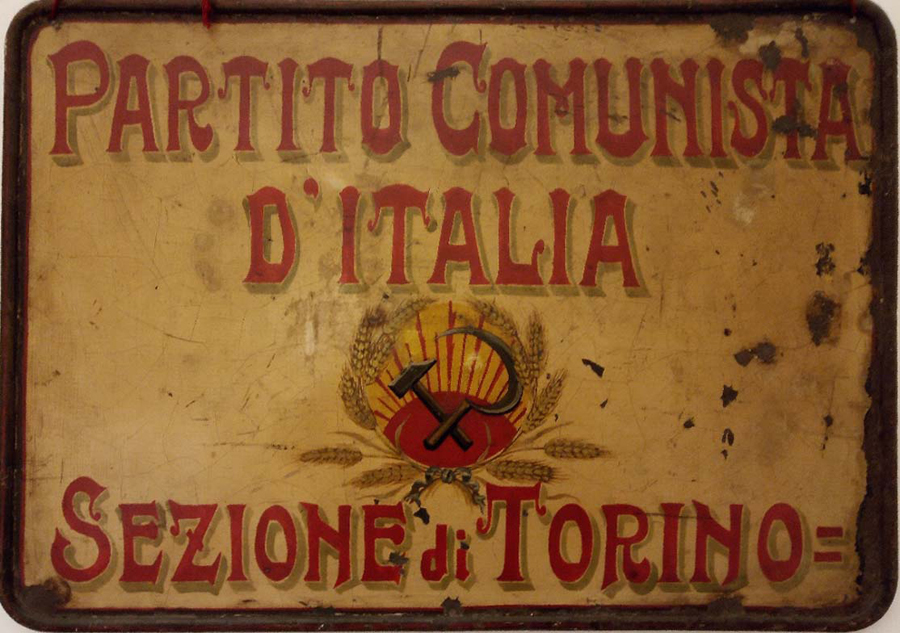 PARTITO COMUNISTA
D'ITALIA
SEZIONE di TORINO=